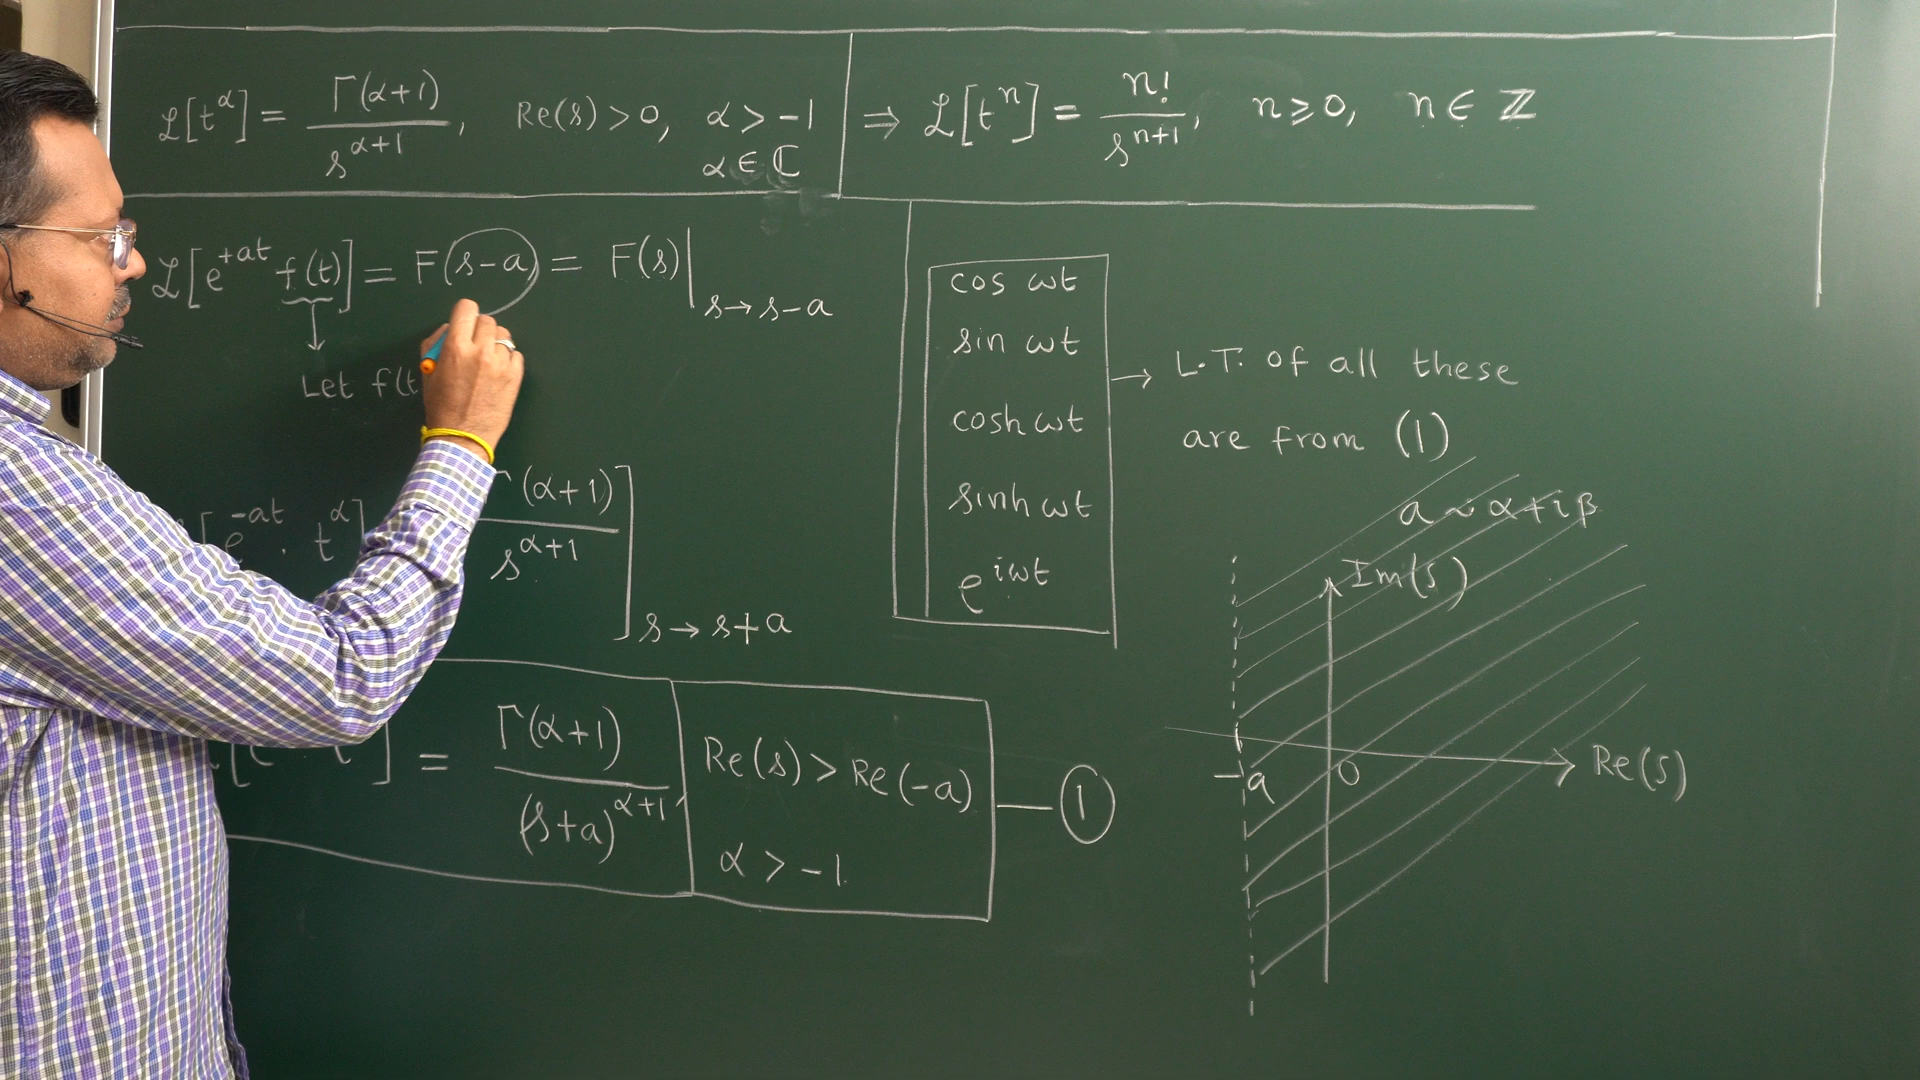 ℒ[t^α] = Γ(α+1) / s^(α+1), Re(s) > 0, α > -1
α ∈ ℂ
⇒ ℒ[t^n] = n! / s^(n+1), n ⩾ 0, n ∈ ℤ
ℒ[e^(+at) f(t)] = F(s-a) = F(s)|_(s→s-a)
Let f(t
e^(-at) · t^α] Γ(α+1) / s^(α+1)]_(s→s+a)
] = Γ(α+1) / (s+a)^(α+1), Re(s) > Re(-a)
α > -1
①
cos ωt
sin ωt
cosh ωt
sinh ωt
e^(iωt)
→ L.T. of all these
are from (1)
a ~ α+iβ
Im(s)
-a 0 Re(s)